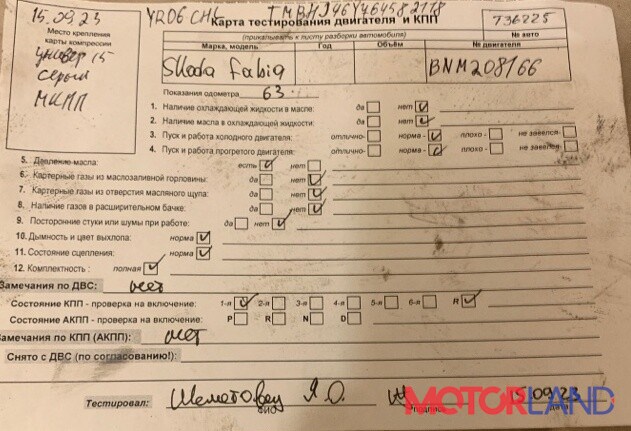 15.09.23 YR06 CHL TMBHJ46Y764582118
Карта тестирования двигателя и КПП 736225
Место крепления (прикалывать к листу разборки автомобиля) № авто
карты компрессии Марка, модель Год Объём № двигателя
универ 15 Skoda Fabia BNM208166
серый
МКПП
Показания одометра 63.
1. Наличие охлаждающей жидкости в масле: да нет
2. Наличие масла в охлаждающей жидкости: да нет
3. Пуск и работа холодного двигателя: отлично- норма - плохо - не завелся-
4. Пуск и работа прогретого двигателя: отлично- норма - плохо - не завелся-
5. Давление масла: есть нет
6. Картерные газы из маслозаливной горловины: да нет
7. Картерные газы из отверстия масляного щупа: да нет
8. Наличие газов в расширительном бачке: да нет
9. Посторонние стуки или шумы при работе: да нет
10. Дымность и цвет выхлопа: норма
11. Состояние сцепления: норма
12. Комплектность : полная
Замечания по ДВС: нет
Состояние КПП - проверка на включение: 1-я 2-я 3-я 4-я 5-я 6-я R
Состояние АКПП - проверка на включение: P R N D
Замечания по КПП (АКПП): нет
Снято с ДВС (по согласованию!):
Тестировал: Я.О. 15.09.23
ФИО подпись дата
MOTORLAND